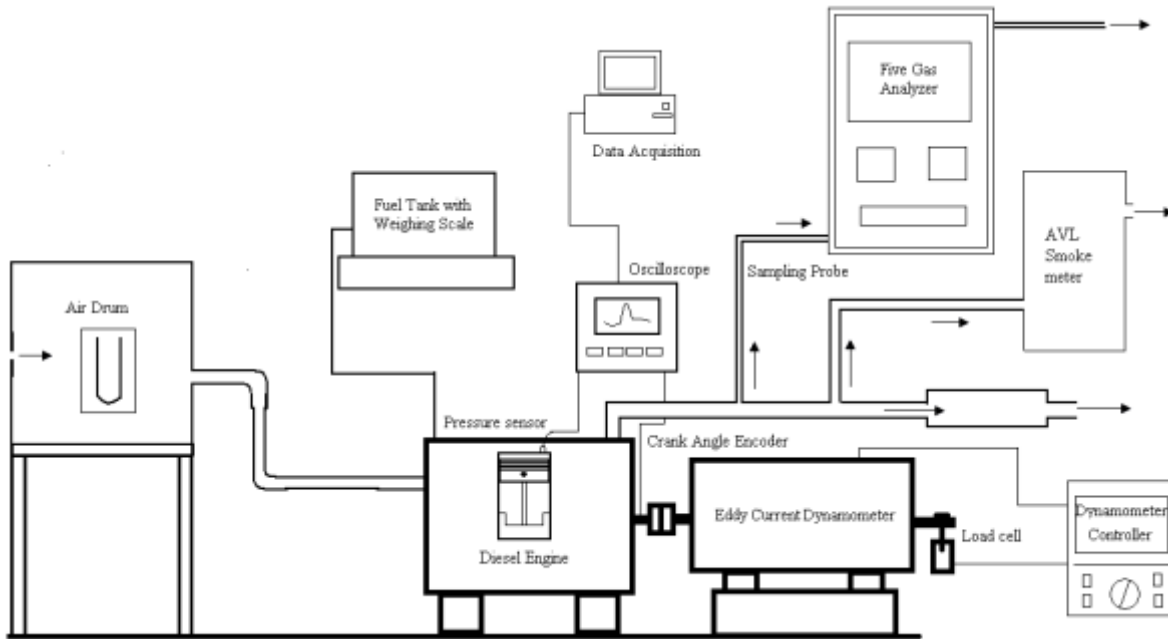 Five Gas
Analyzer
Data Acquisition
Fuel Tank with
Weighing Scale
AVL
Smoke
meter
Oscilloscope
Sampling Probe
Air Drum
Pressure sensor
Crank Angle Encoder
Eddy Current Dynamometer
Dynamometer
Controller
Load cell
Diesel Engine